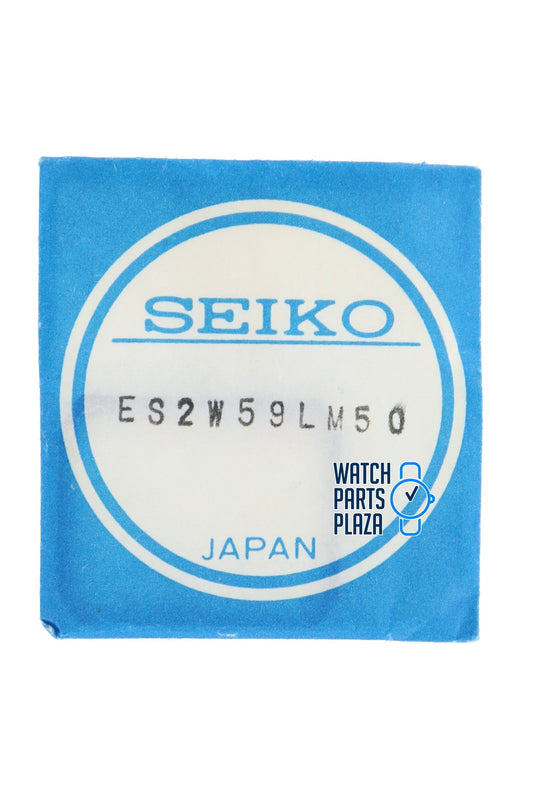 SEIKO
ES2W59LM50
WATCH
PARTS
PLAZA
JAPAN